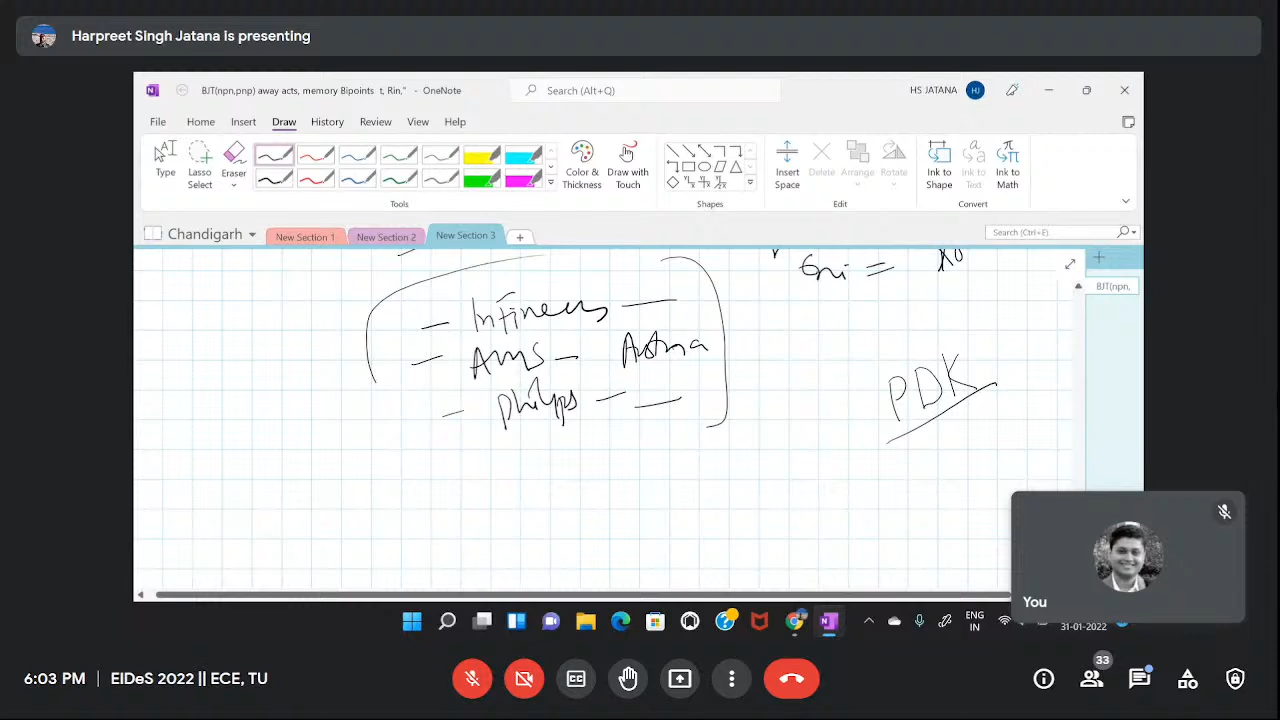 Harpreet Singh Jatana is presenting
BJT(npn,pnp) away acts, memory Bipoints t, Rin," - OneNote
Search (Alt+Q)
HS JATANA
HJ
File Home Insert Draw History Review View Help
Type
Lasso Select
Eraser
Color & Thickness
Draw with Touch
Insert Space
Delete
Arrange
Rotate
Ink to Shape
Ink to Text
Ink to Math
Tools
Shapes
Edit
Convert
Chandigarh
New Section 1
New Section 2
New Section 3
+
Search (Ctrl+E)
BJT(npn,
- Infineon —
- AMS - Austria
- Philips - —
PDK
You
ENG
IN
31-01-2022
6:03 PM | EIDeS 2022 || ECE, TU
33